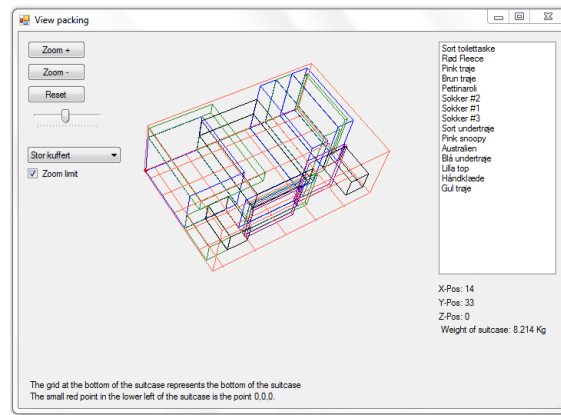 View packing
Zoom +
Zoom -
Reset
Stor kuffert
Zoom limit
Sort toilettaske
Rød Fleece
Pink trøje
Brun trøje
Pettinaroli
Sokker #2
Sokker #1
Sokker #3
Sort undertrøje
Pink snoopy
Australien
Blå undertrøje
Lilla top
Håndklæde
Gul trøje
X-Pos: 14
Y-Pos: 33
Z-Pos: 0
Weight of suitcase: 8.214 Kg
The grid at the bottom of the suitcase represents the bottom of the suitcase
The small red point in the lower left of the suitcase is the point 0,0,0.